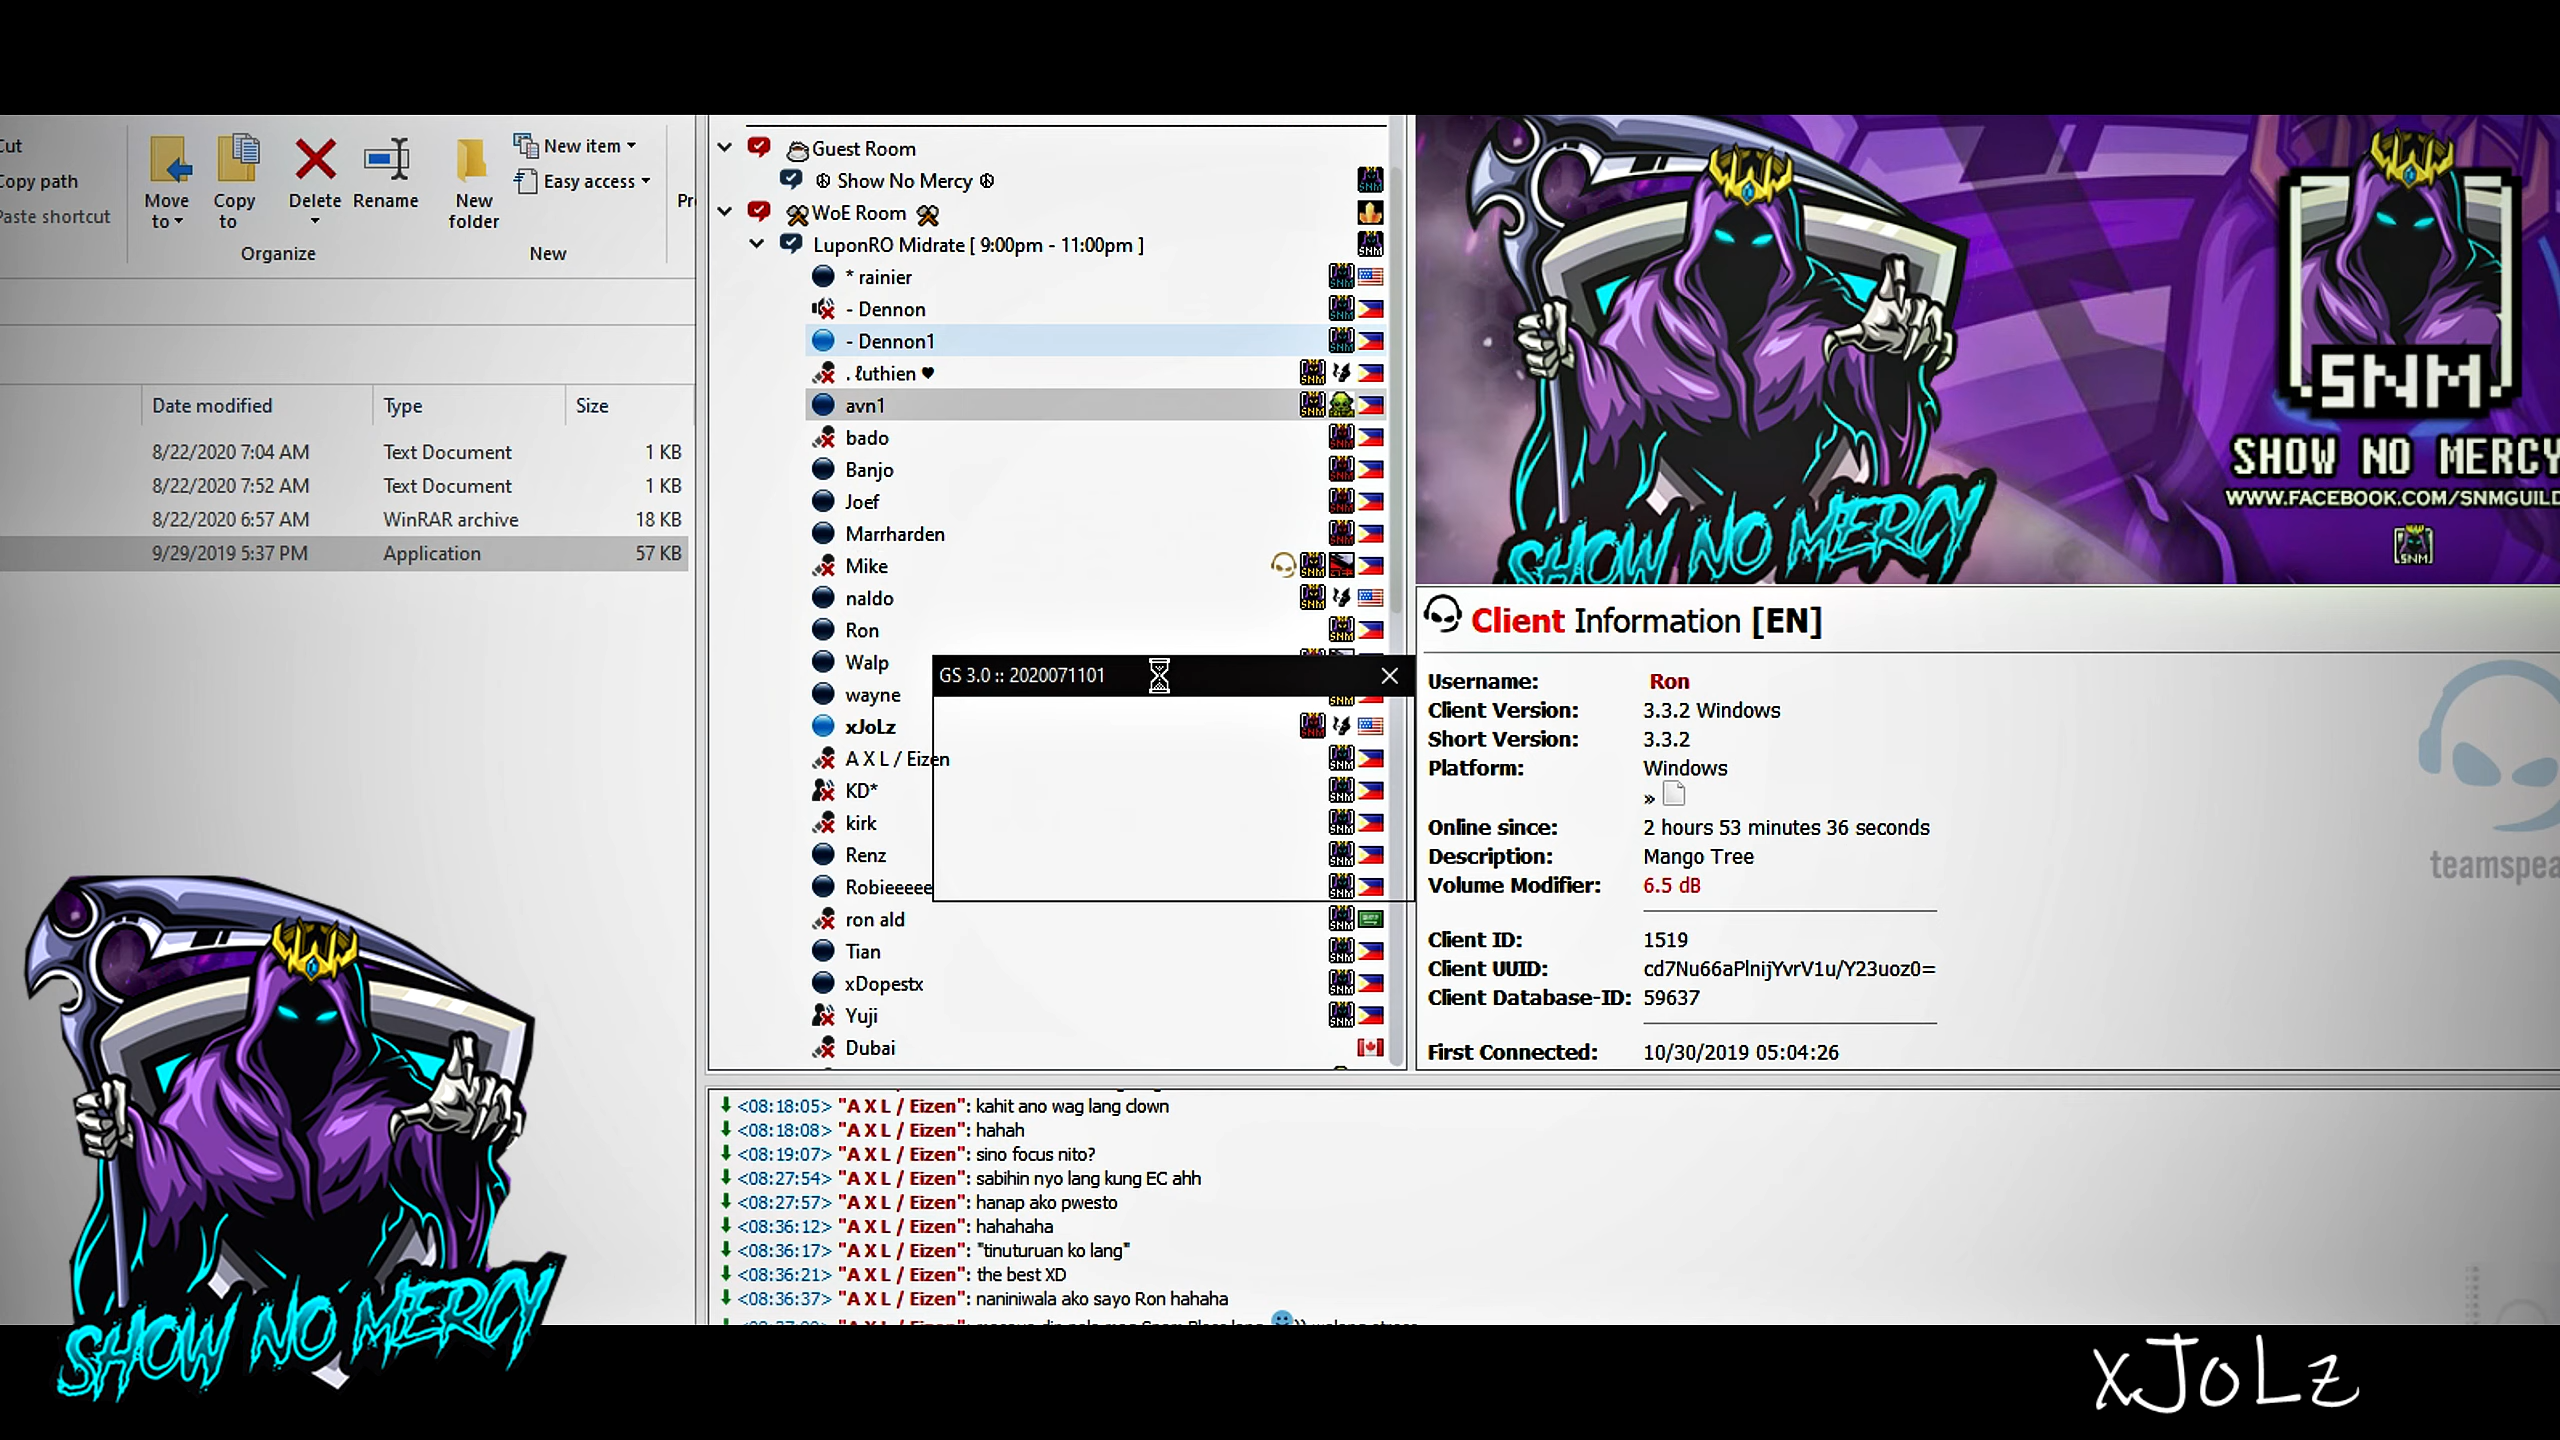 Cut
Copy path
Paste shortcut
Move to
Copy to
Delete
Rename
New folder
New item
Easy access
Organize
New
Date modified Type Size
8/22/2020 7:04 AM Text Document 1 KB
8/22/2020 7:52 AM Text Document 1 KB
8/22/2020 6:57 AM WinRAR archive 18 KB
9/29/2019 5:37 PM Application 57 KB
Guest Room
☮ Show No Mercy ☮
WoE Room
LuponRO Midrate [ 9:00pm - 11:00pm ]
* rainier
- Dennon
- Dennon1
. ℓuthien ♥
avn1
bado
Banjo
Joef
Marrharden
Mike
naldo
Ron
Walp
wayne
xJoLz
A X L / Eizen
KD*
kirk
Renz
Robieeeee
ron ald
Tian
xDopestx
Yuji
Dubai
GS 3.0 :: 2020071101
SHOW NO MERCY
.SNM.
SHOW NO MERCY
WWW.FACEBOOK.COM/SNMGUILD
SNM
Client Information [EN]
Username: Ron
Client Version: 3.3.2 Windows
Short Version: 3.3.2
Platform: Windows
»
Online since: 2 hours 53 minutes 36 seconds
Description: Mango Tree
Volume Modifier: 6.5 dB
Client ID: 1519
Client UUID: cd7Nu66aPlnijYvrV1u/Y23uoz0=
Client Database-ID: 59637
First Connected: 10/30/2019 05:04:26
teamspea
<08:18:05> "A X L / Eizen": kahit ano wag lang clown
<08:18:08> "A X L / Eizen": hahah
<08:19:07> "A X L / Eizen": sino focus nito?
<08:27:54> "A X L / Eizen": sabihin nyo lang kung EC ahh
<08:27:57> "A X L / Eizen": hanap ako pwesto
<08:36:12> "A X L / Eizen": hahahaha
<08:36:17> "A X L / Eizen": "tinuturuan ko lang"
<08:36:21> "A X L / Eizen": the best XD
<08:36:37> "A X L / Eizen": naniniwala ako sayo Ron hahaha
SHOW NO MERCY
xJoLz